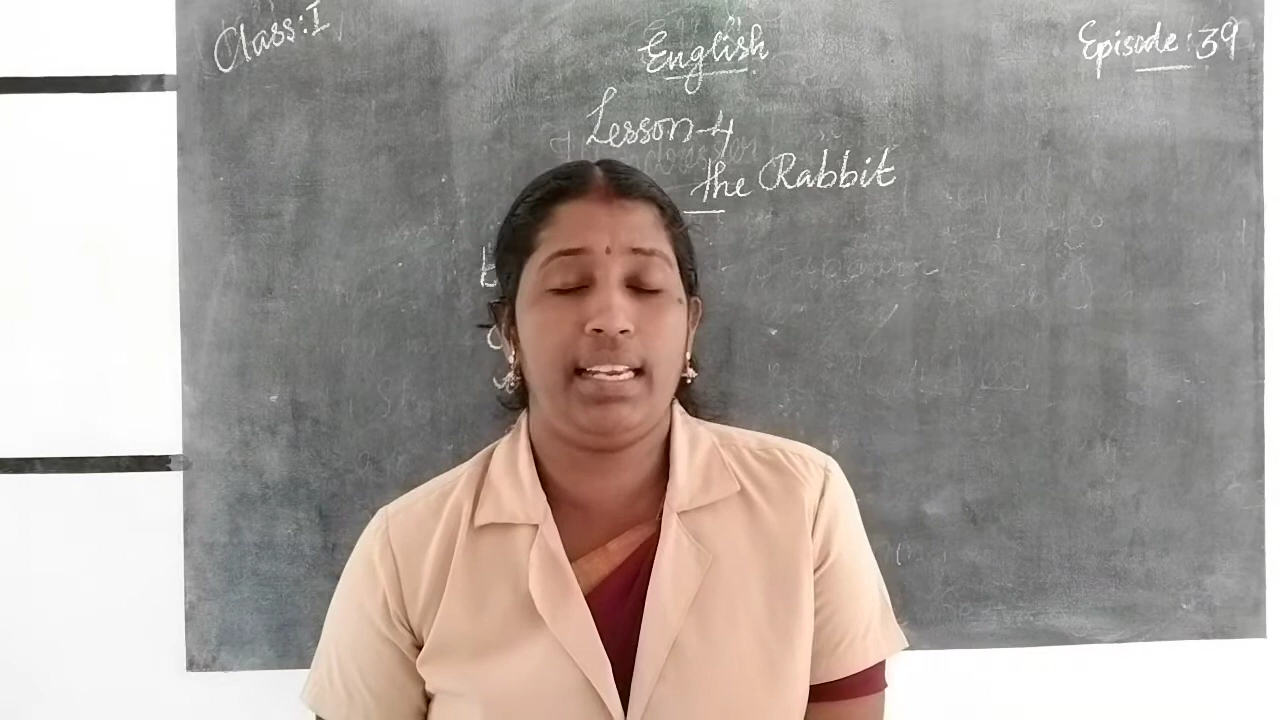 Class: I
English
Episode: 39
Lesson-4
the Rabbit